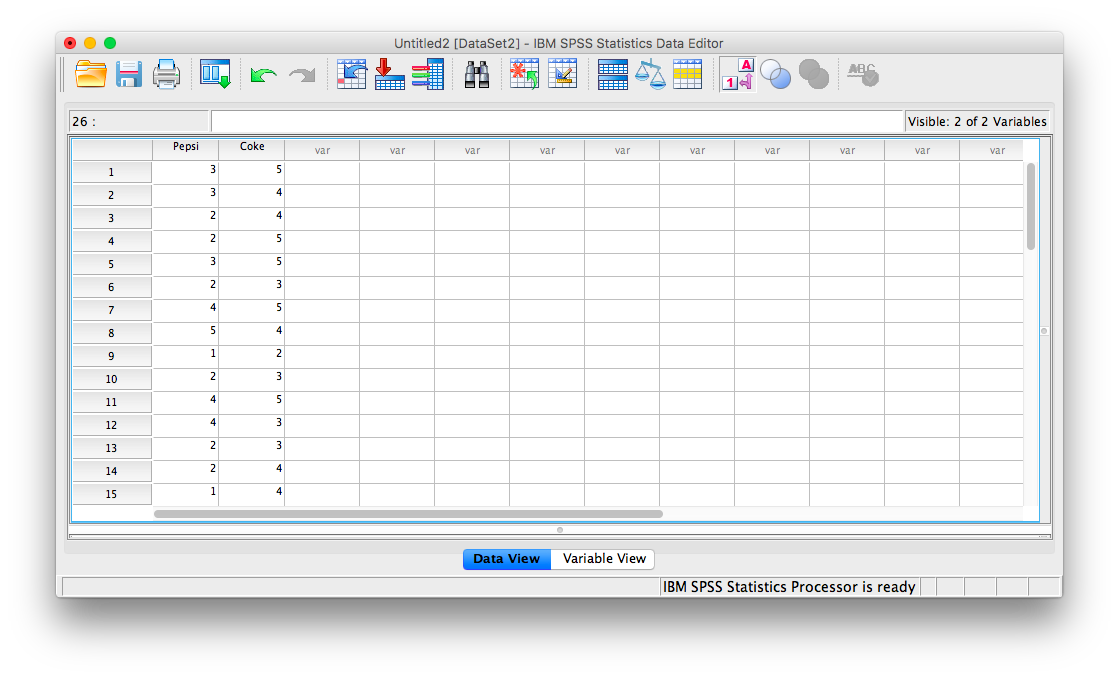 Untitled2 [DataSet2] - IBM SPSS Statistics Data Editor
A
1
ABC
26 :
Visible: 2 of 2 Variables
Pepsi Coke var var var var var var var var var var
1 3 5
2 3 4
3 2 4
4 2 5
5 3 5
6 2 3
7 4 5
8 5 4
9 1 2
10 2 3
11 4 5
12 4 3
13 2 3
14 2 4
15 1 4
Data View Variable View
IBM SPSS Statistics Processor is ready